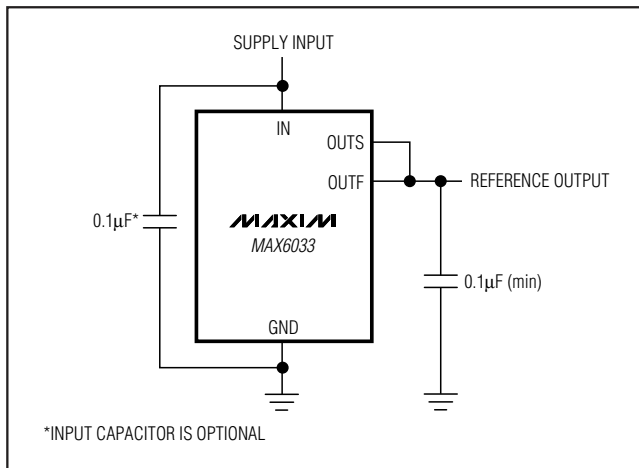 SUPPLY INPUT
IN
OUTS
OUTF
REFERENCE OUTPUT
0.1µF*
MAXIM
MAX6033
0.1µF (min)
GND
*INPUT CAPACITOR IS OPTIONAL